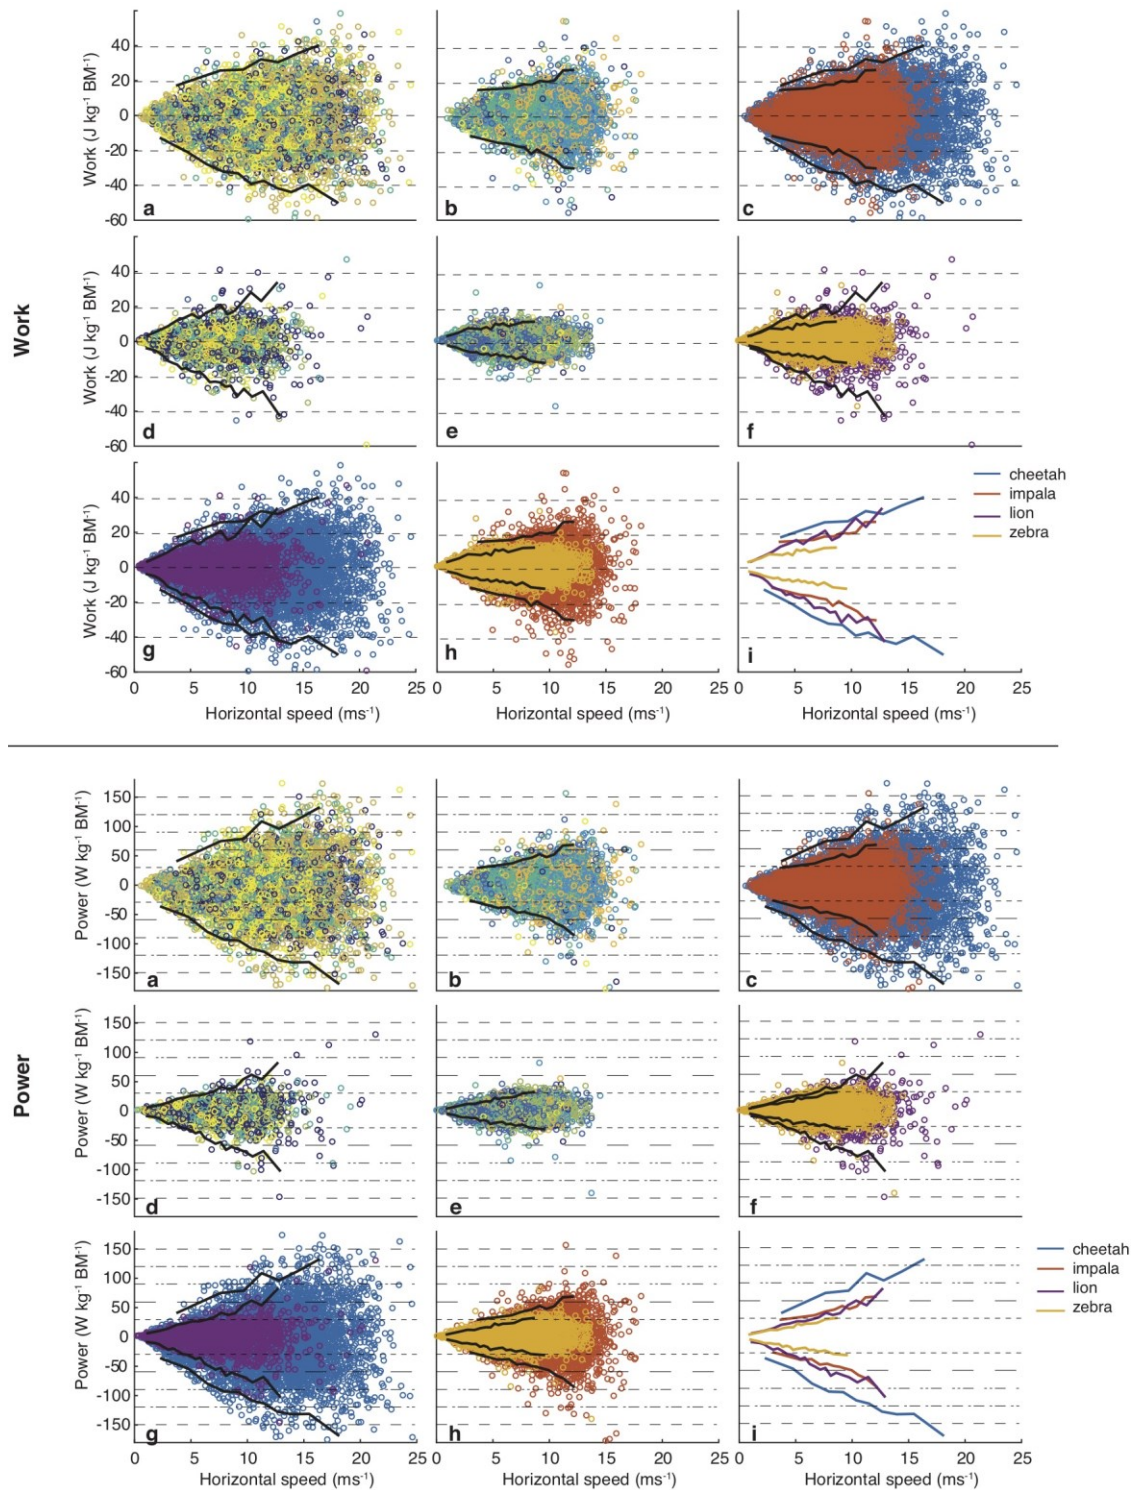 Work
Work (J kg⁻¹ BM⁻¹)
40
20
0
-20
-40
-60
a
b
c
Work (J kg⁻¹ BM⁻¹)
40
20
0
-20
-40
-60
d
e
f
Work (J kg⁻¹ BM⁻¹)
40
20
0
-20
-40
-60
g
h
i
cheetah
impala
lion
zebra
0 5 10 15 20 25
0 5 10 15 20 25
0 5 10 15 20 25
Horizontal speed (ms⁻¹)
Horizontal speed (ms⁻¹)
Horizontal speed (ms⁻¹)
Power
Power (W kg⁻¹ BM⁻¹)
150
100
50
0
-50
-100
-150
a
b
c
Power (W kg⁻¹ BM⁻¹)
150
100
50
0
-50
-100
-150
d
e
f
Power (W kg⁻¹ BM⁻¹)
150
100
50
0
-50
-100
-150
g
h
i
cheetah
impala
lion
zebra
0 5 10 15 20 25
0 5 10 15 20 25
0 5 10 15 20 25
Horizontal speed (ms⁻¹)
Horizontal speed (ms⁻¹)
Horizontal speed (ms⁻¹)